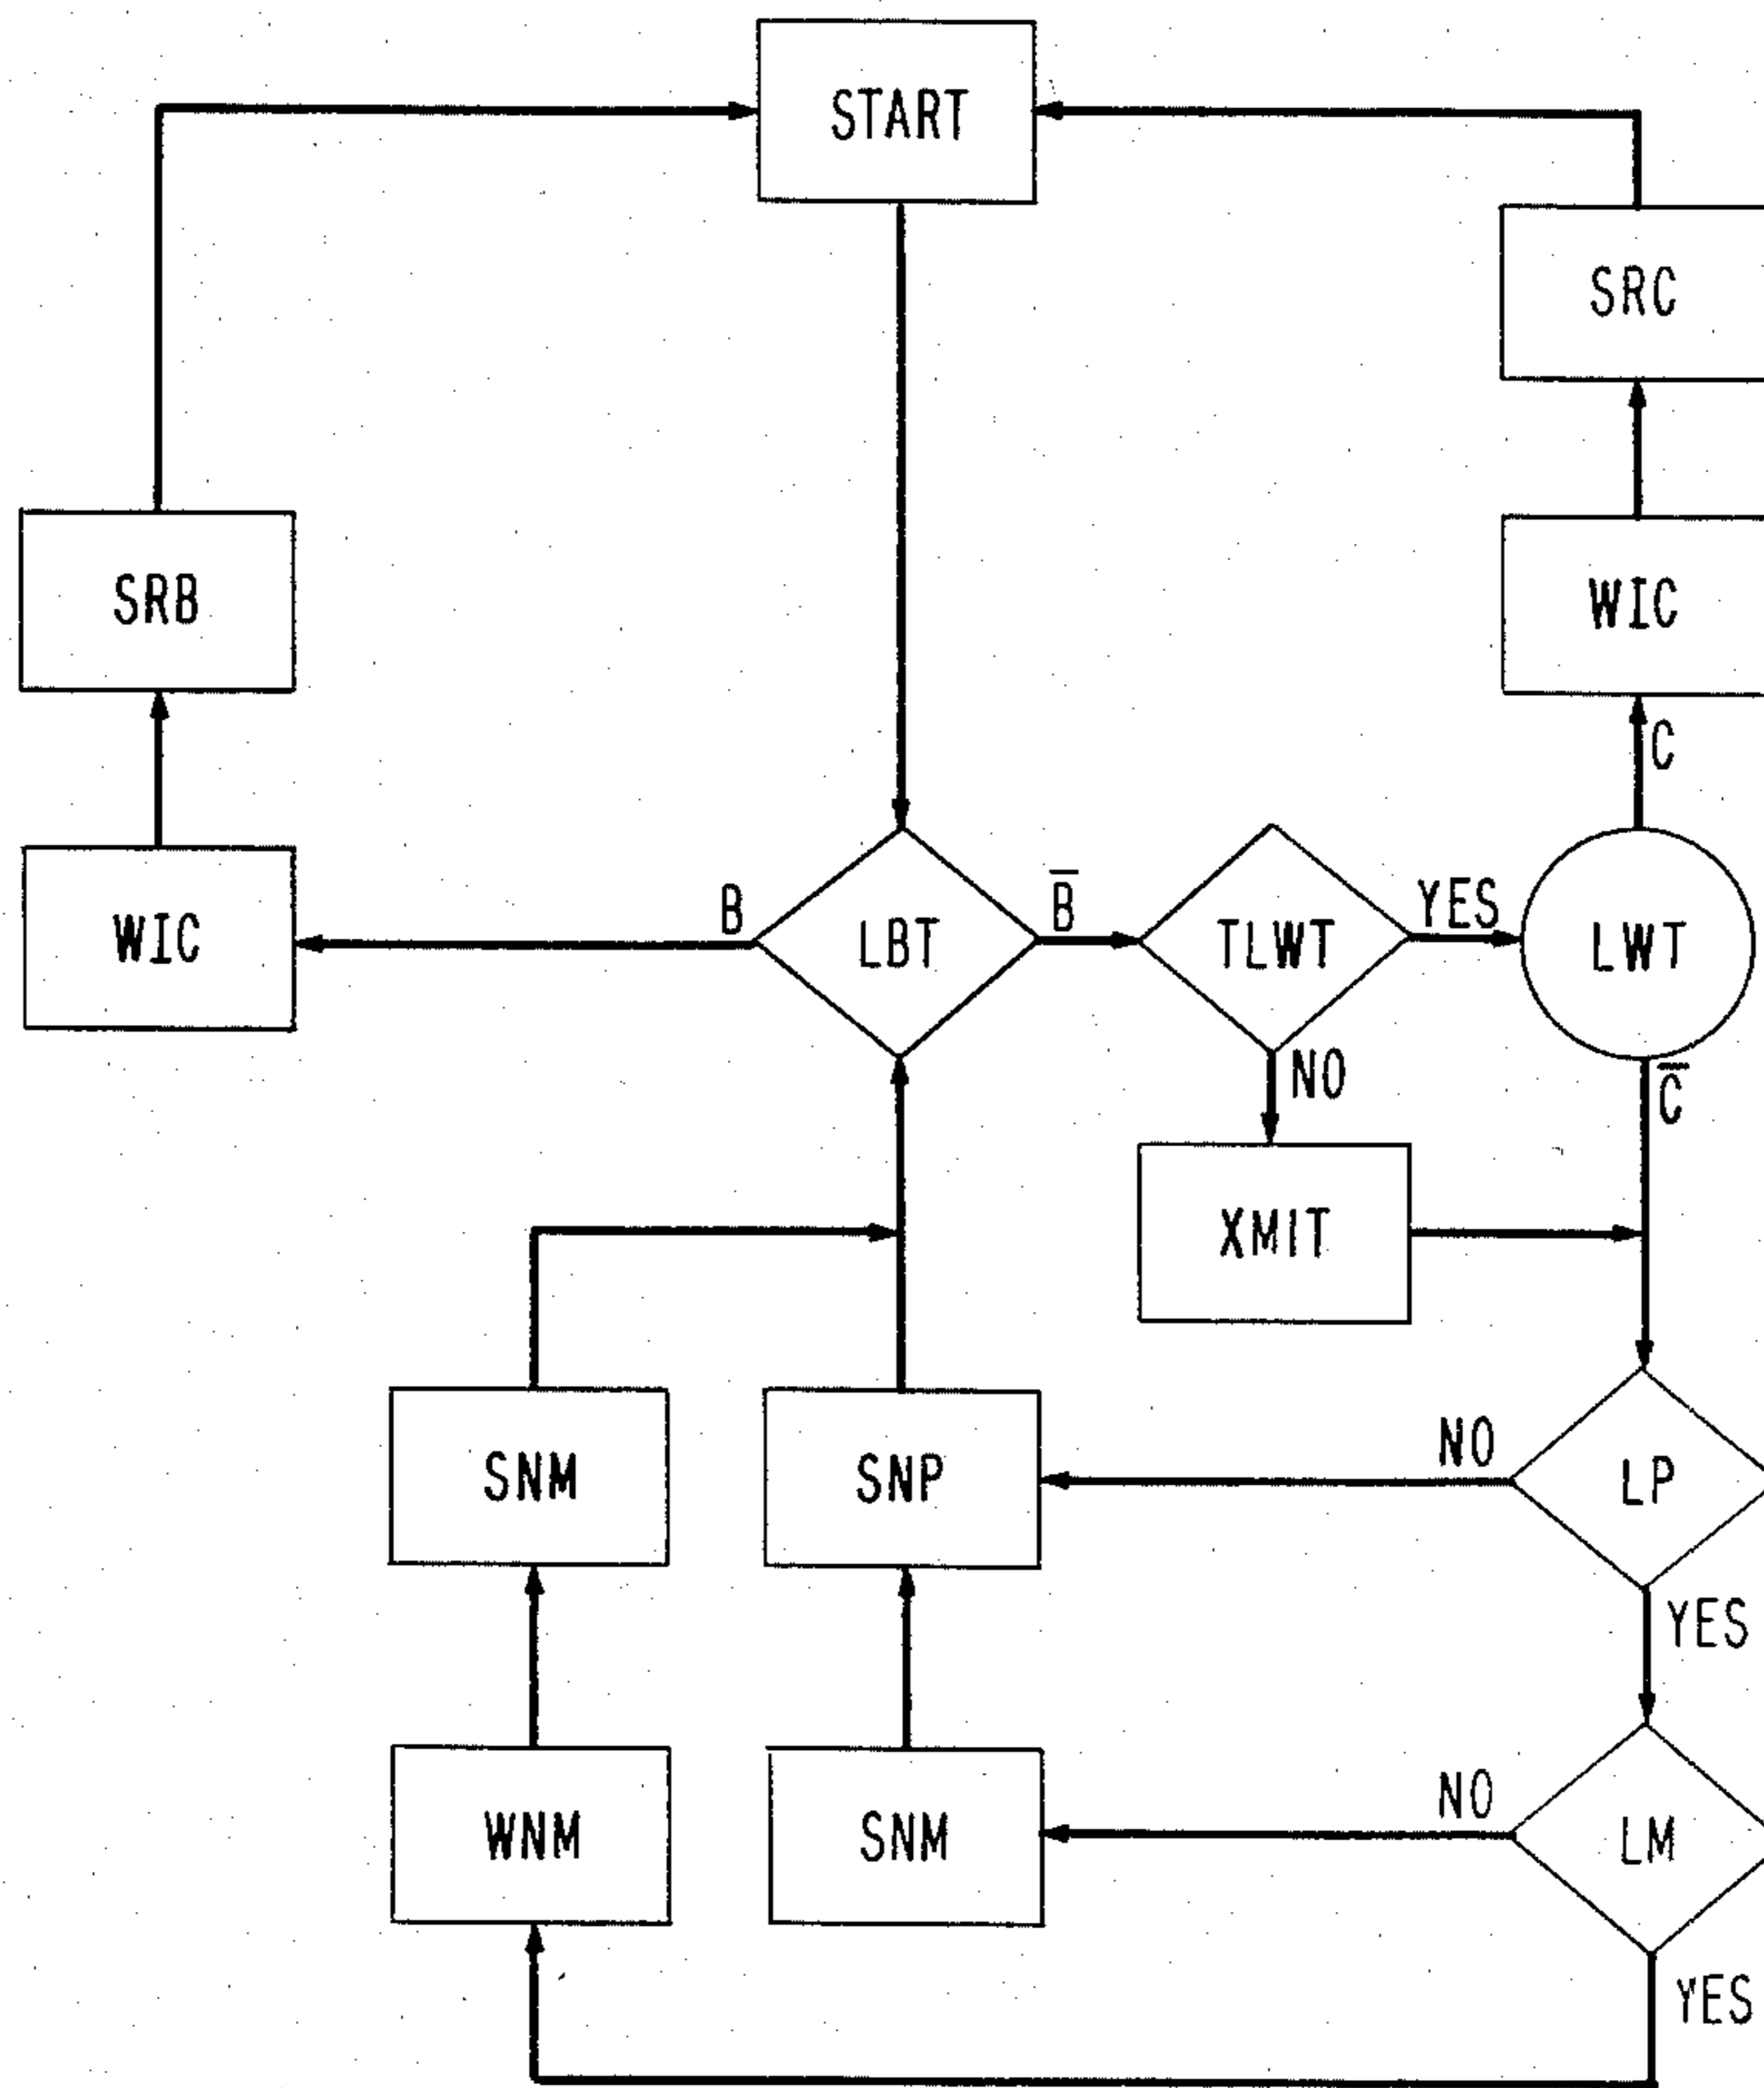 START
SRC
SRB
WIC
C
WIC
B
LBT
B̅
TLWT
YES
LWT
NO
C̅
XMIT
SNM
SNP
NO
LP
YES
WNM
SNM
NO
LM
YES